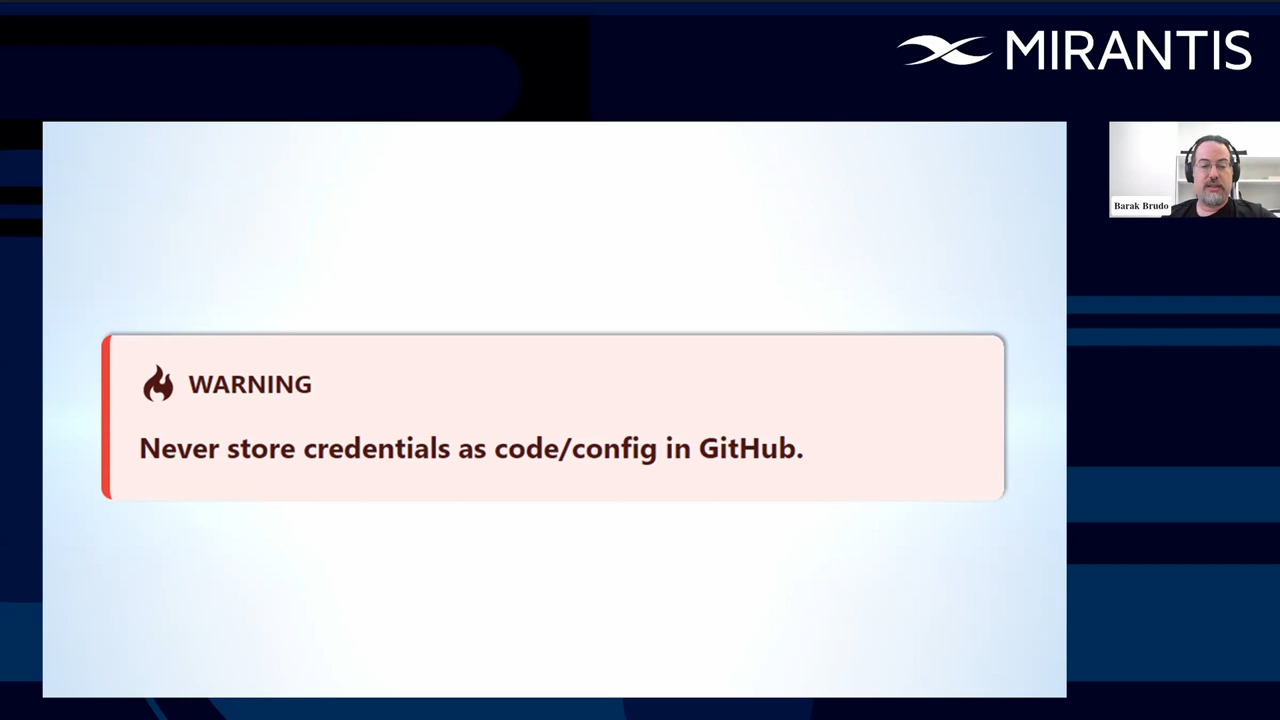 MIRANTIS
Barak Brudo
WARNING
Never store credentials as code/config in GitHub.